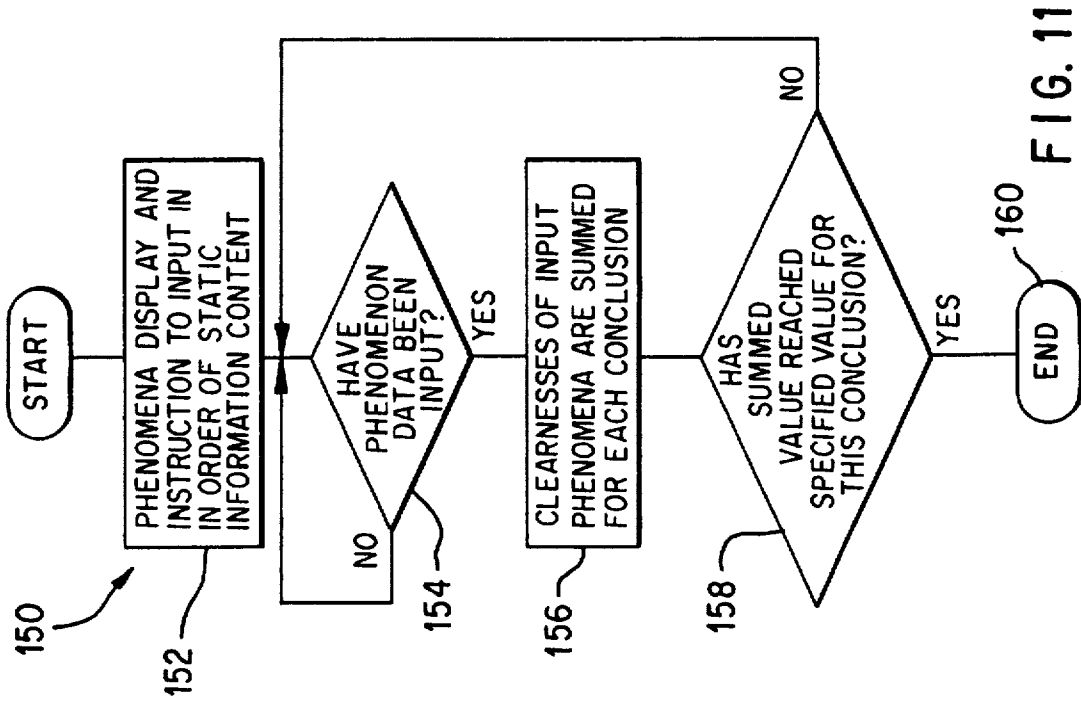 150
START
152
PHENOMENA DISPLAY AND
INSTRUCTION TO INPUT IN
IN ORDER OF STATIC
INFORMATION CONTENT
154
HAVE
PHENOMENON
DATA BEEN
INPUT?
NO
YES
156
CLEARNESSES OF INPUT
PHENOMENA ARE SUMMED
FOR EACH CONCLUSION
158
HAS
SUMMED
VALUE REACHED
SPECIFIED VALUE FOR
THIS CONCLUSION?
NO
YES
160
END
FIG. 11